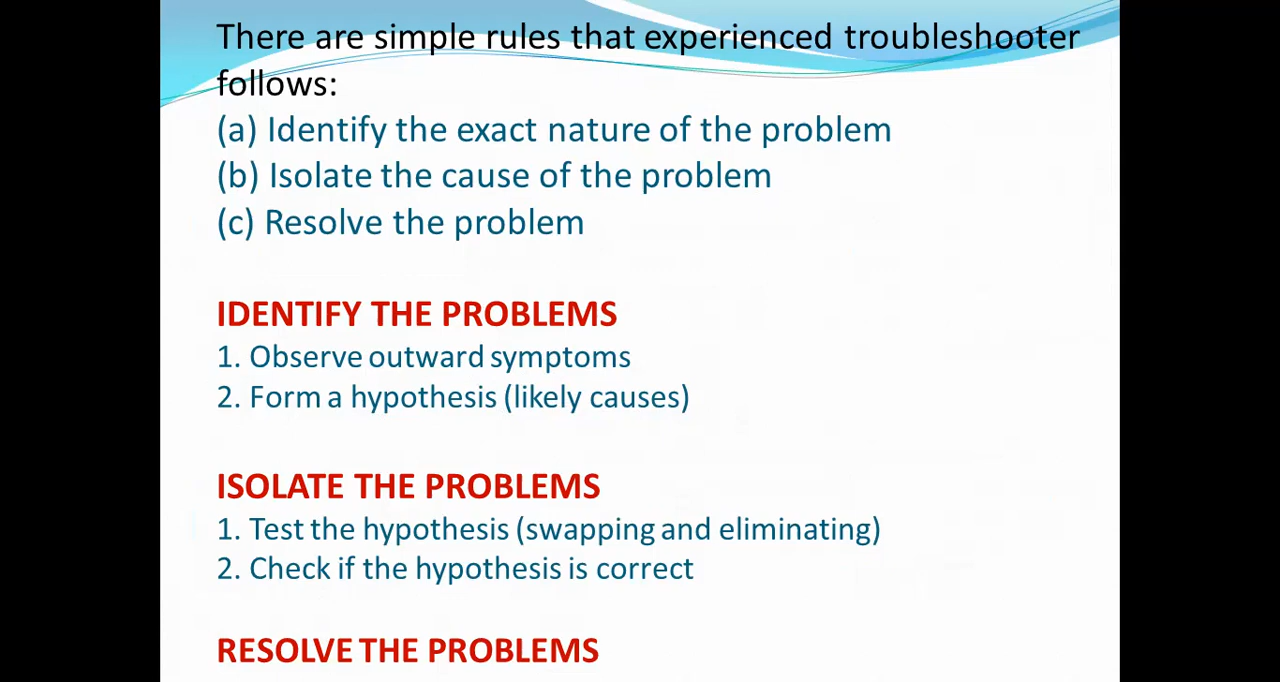 There are simple rules that experienced troubleshooter
follows:
(a) Identify the exact nature of the problem
(b) Isolate the cause of the problem
(c) Resolve the problem
IDENTIFY THE PROBLEMS
1. Observe outward symptoms
2. Form a hypothesis (likely causes)
ISOLATE THE PROBLEMS
1. Test the hypothesis (swapping and eliminating)
2. Check if the hypothesis is correct
RESOLVE THE PROBLEMS